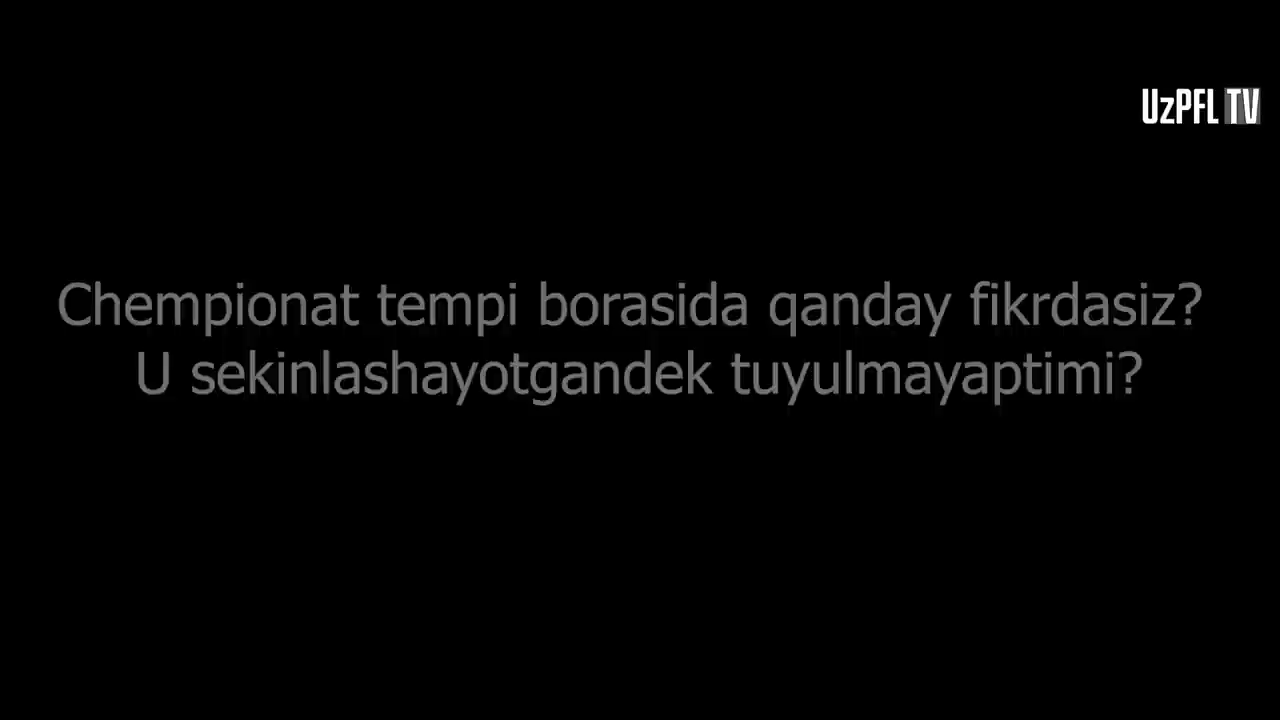 UzPFL TV
Chempionat tempi borasida qanday fikrdasiz?
U sekinlashayotgandek tuyulmayaptimi?